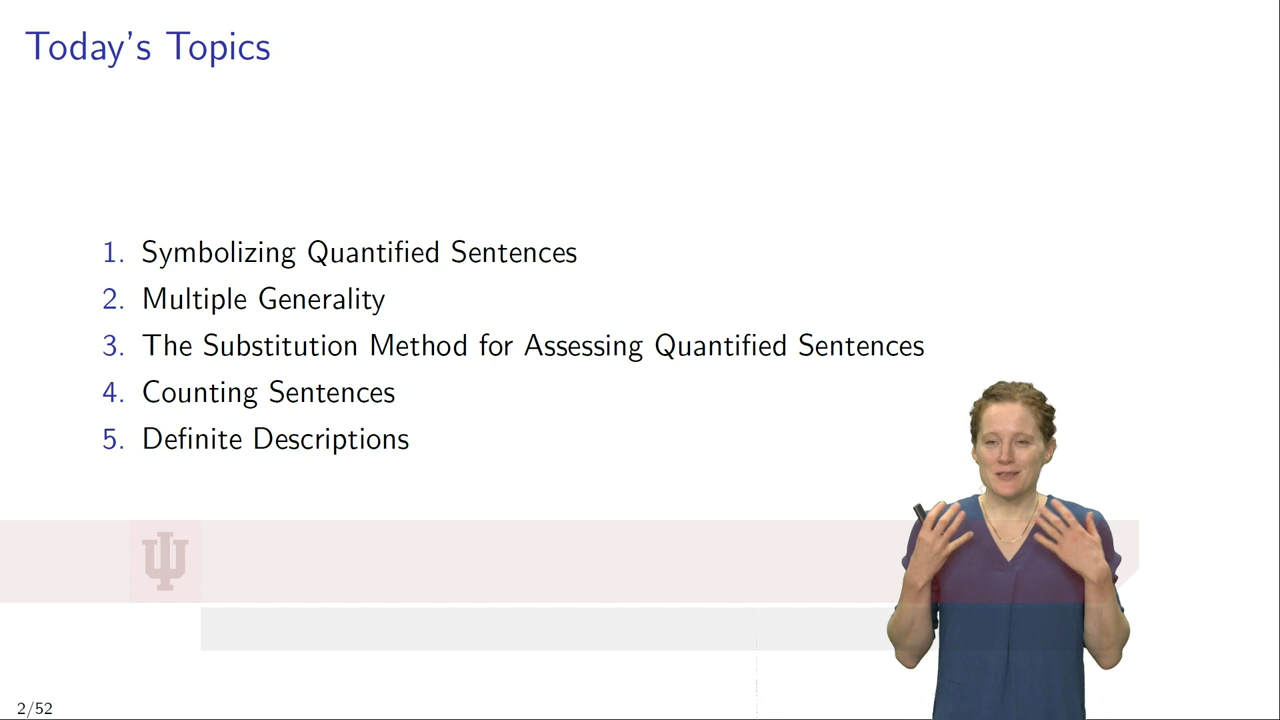 Today's Topics
1. Symbolizing Quantified Sentences
2. Multiple Generality
3. The Substitution Method for Assessing Quantified Sentences
4. Counting Sentences
5. Definite Descriptions
2/52